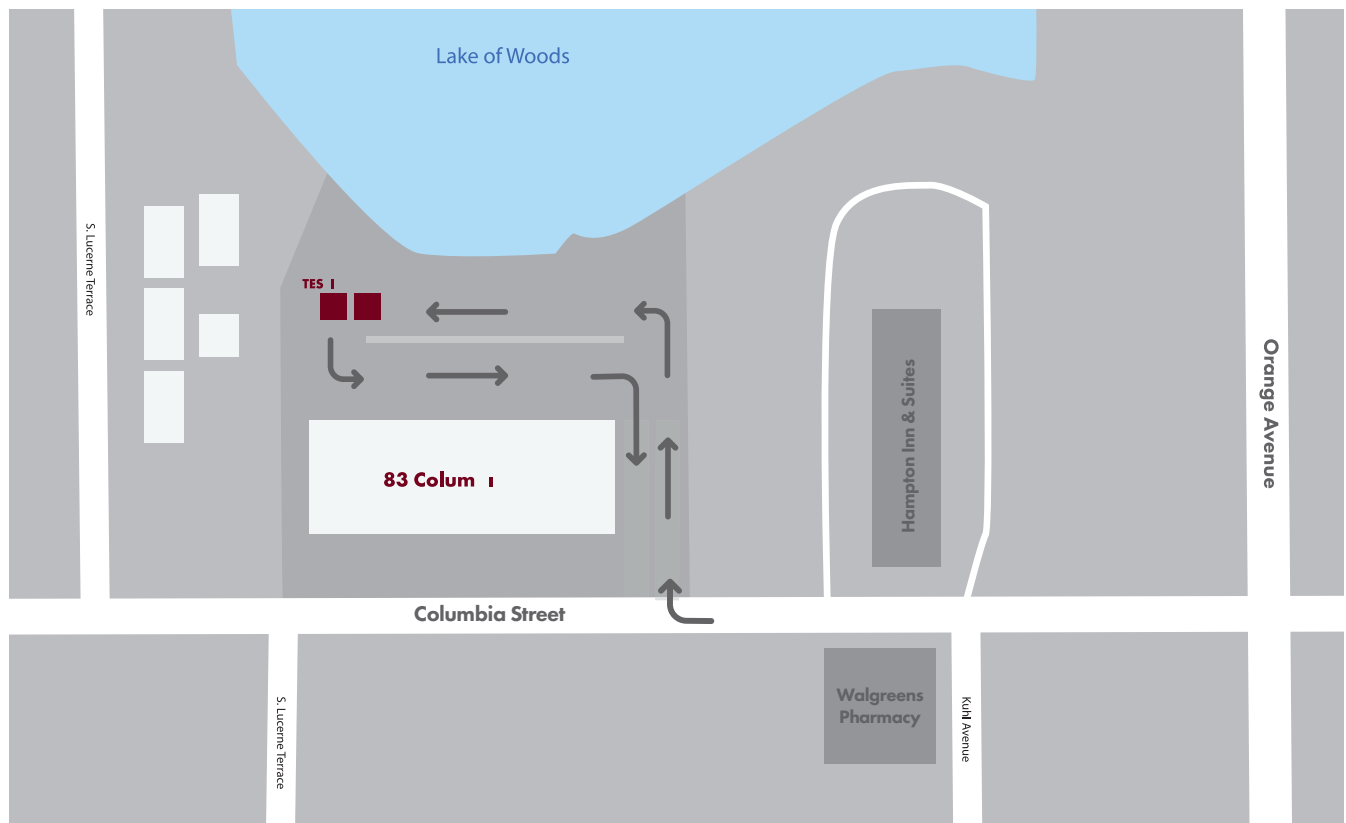 Lake of Woods
S. Lucerne Terrace
TES
Orange Avenue
Hampton Inn & Suites
83 Colum
Columbia Street
Walgreens
Pharmacy
S. Lucerne Terrace
Kuhl Avenue